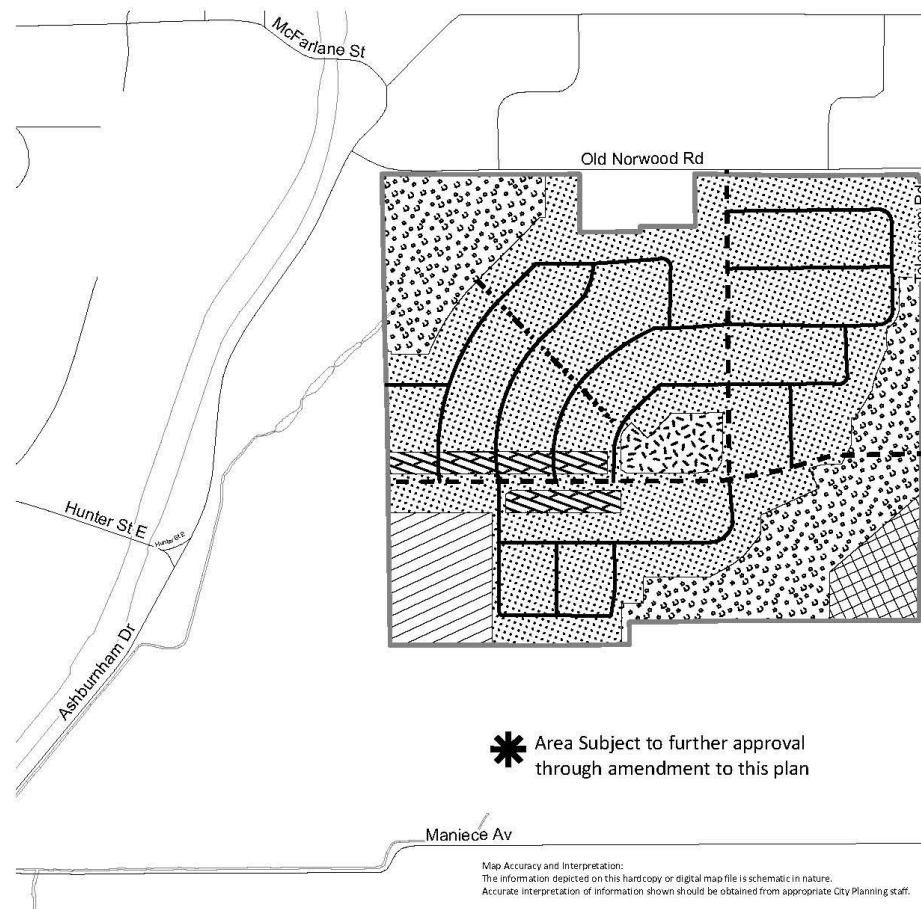 McFarlane St
Old Norwood Rd
Hunter St E
Hunter St E
Ashburnham Dr
Area Subject to further approval
through amendment to this plan
Maniece Av
Map Accuracy and Interpretation:
The information depicted on this hardcopy or digital map file is schematic in nature.
Accurate interpretation of information shown should be obtained from appropriate City Planning staff.